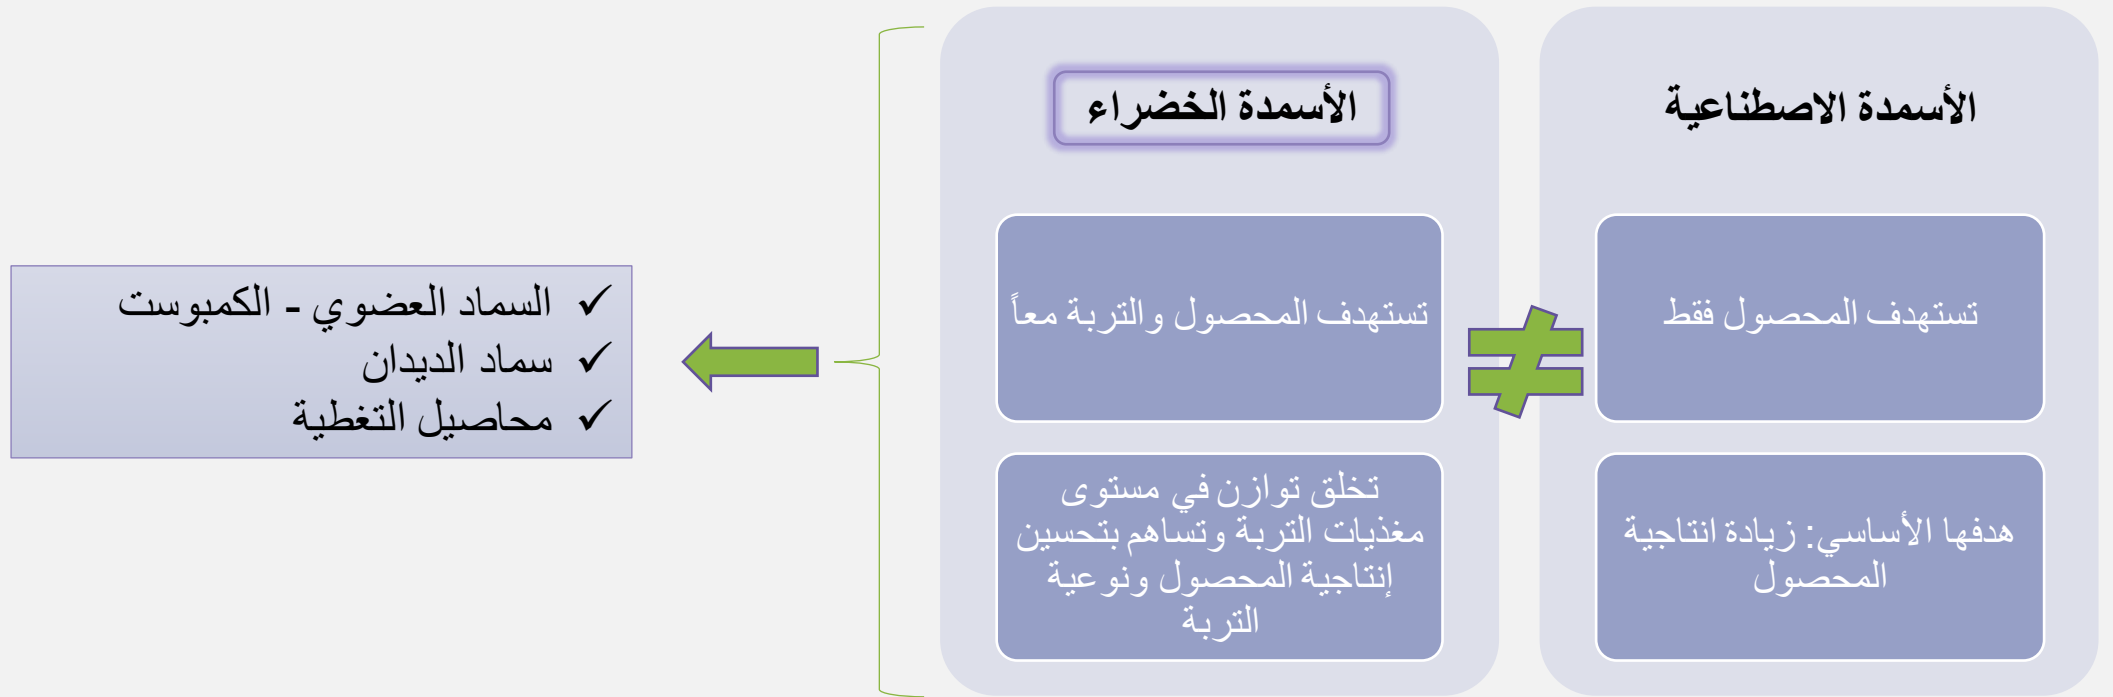 الأسمدة الاصطناعية
تستهدف المحصول فقط
هدفها الأساسي: زيادة انتاجية
المحصول
الأسمدة الخضراء
تستهدف المحصول والتربة معاً
تخلق توازن في مستوى
مغذيات التربة وتساهم بتحسين
إنتاجية المحصول ونوعية
التربة
✓ السماد العضوي - الكمبوست
✓ سماد الديدان
✓ محاصيل التغطية